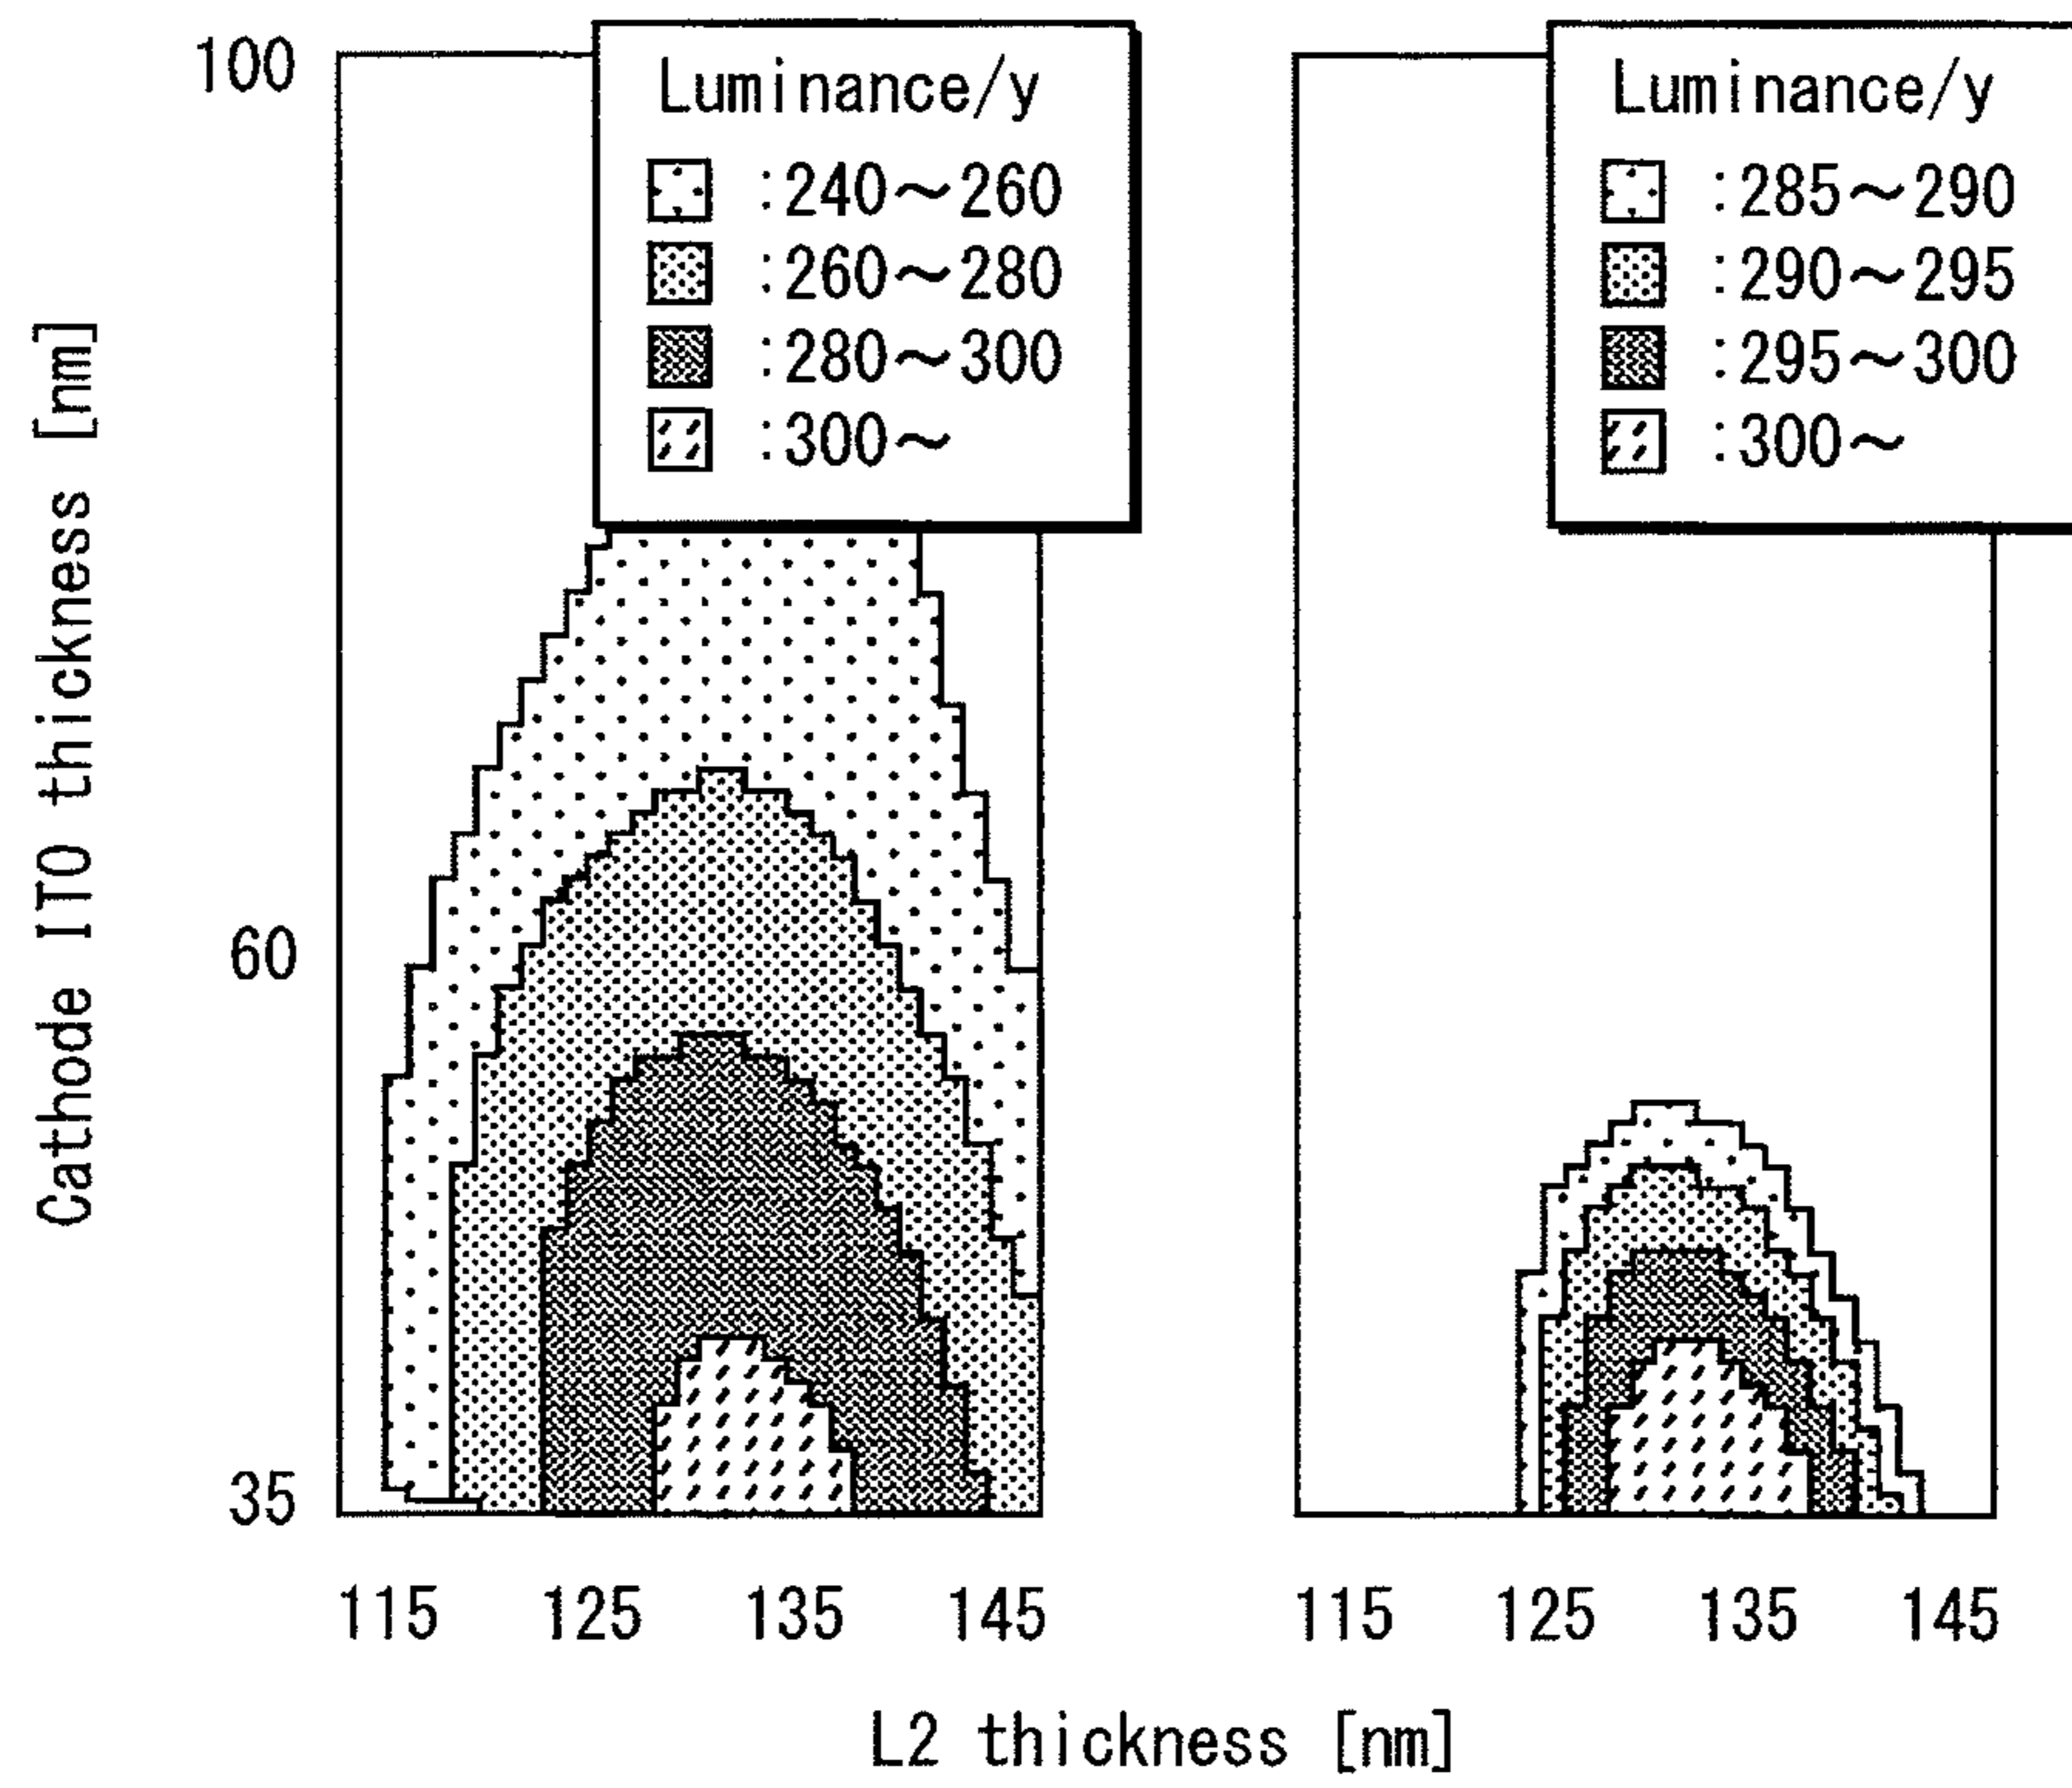 Cathode ITO thickness [nm]
100
60
35
Luminance/y
:240～260
:260～280
:280～300
:300～
115 125 135 145
Luminance/y
:285～290
:290～295
:295～300
:300～
115 125 135 145
L2 thickness [nm]